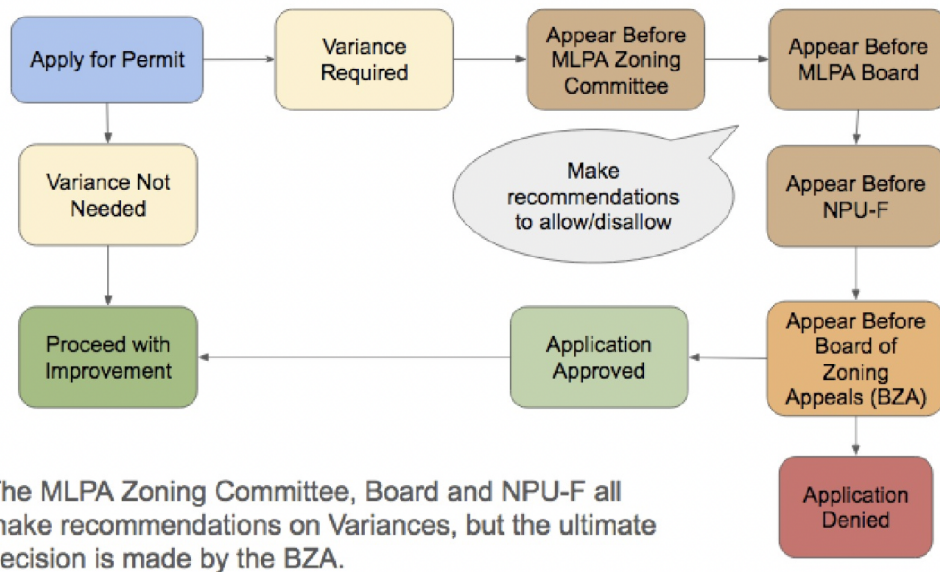 Apply for Permit
Variance
Required
Appear Before
MLPA Zoning
Committee
Appear Before
MLPA Board
Variance Not
Needed
Make
recommendations
to allow/disallow
Appear Before
NPU-F
Proceed with
Improvement
Application
Approved
Appear Before
Board of
Zoning
Appeals (BZA)
Application
Denied
The MLPA Zoning Committee, Board and NPU-F all
make recommendations on Variances, but the ultimate
decision is made by the BZA.